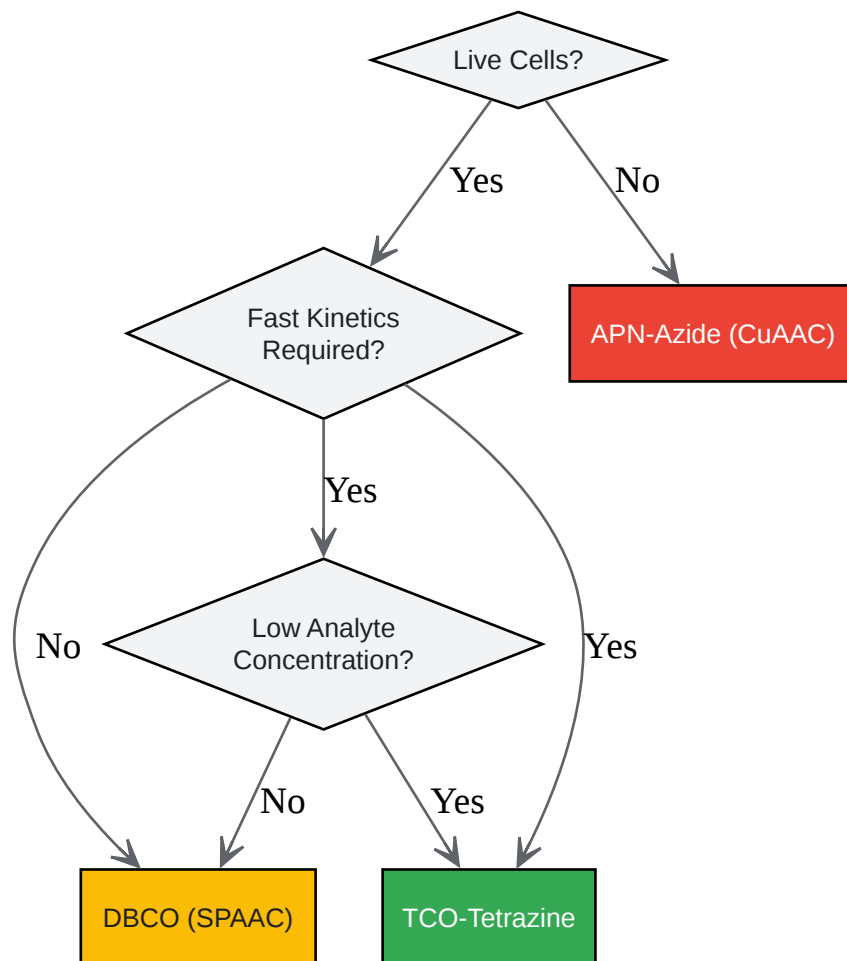 Live Cells?
Yes
No
Fast Kinetics
Required?
APN-Azide (CuAAC)
Yes
No
Low Analyte
Concentration?
Yes
No
Yes
DBCO (SPAAC)
TCO-Tetrazine